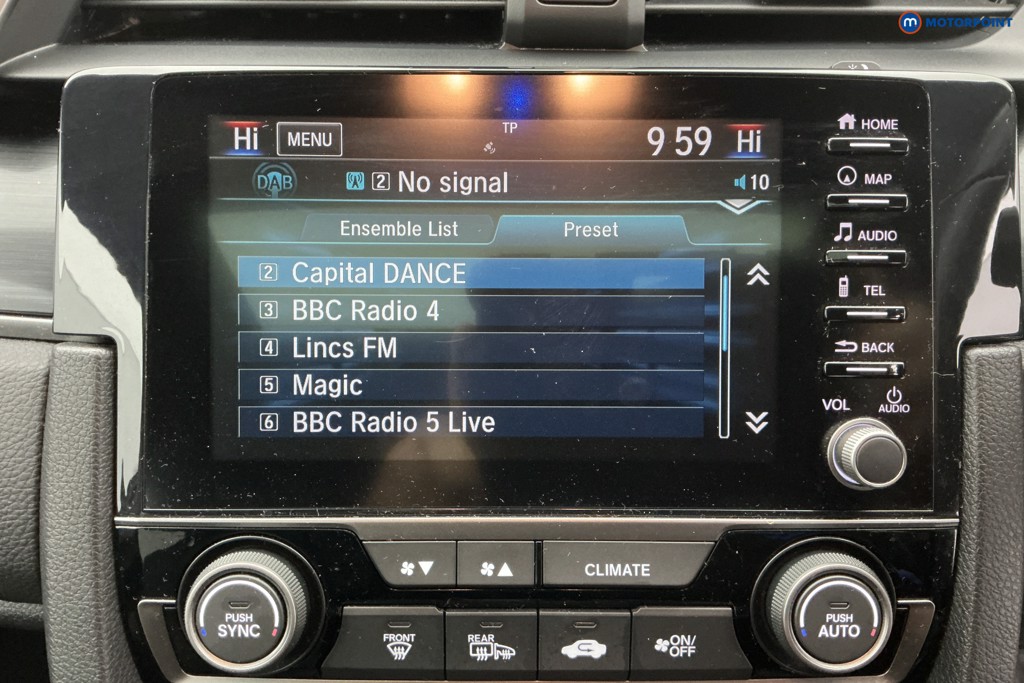 MOTORPOINT
Hi MENU TP 9 59 Hi
DAB 2 No signal 10
Ensemble List Preset
2 Capital DANCE
3 BBC Radio 4
4 Lincs FM
5 Magic
6 BBC Radio 5 Live
HOME
MAP
AUDIO
TEL
BACK
VOL AUDIO
PUSH SYNC
CLIMATE
PUSH AUTO
FRONT
REAR
ON/OFF